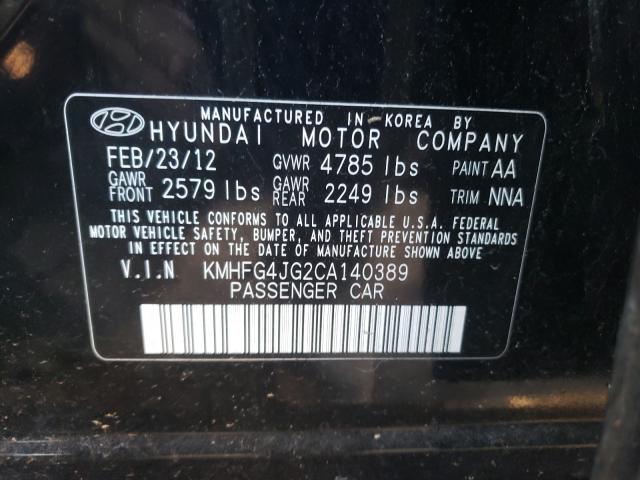 MANUFACTURED IN KOREA BY
HYUNDAI MOTOR COMPANY
FEB/23/12 GVWR 4785 lbs PAINT AA
GAWR FRONT 2579 lbs GAWR REAR 2249 lbs TRIM NNA
THIS VEHICLE CONFORMS TO ALL APPLICABLE U.S.A. FEDERAL
MOTOR VEHICLE SAFETY, BUMPER, AND THEFT PREVENTION STANDARDS
IN EFFECT ON THE DATE OF MANUFACTURE SHOWN ABOVE
V.I.N KMHFG4JG2CA140389
PASSENGER CAR